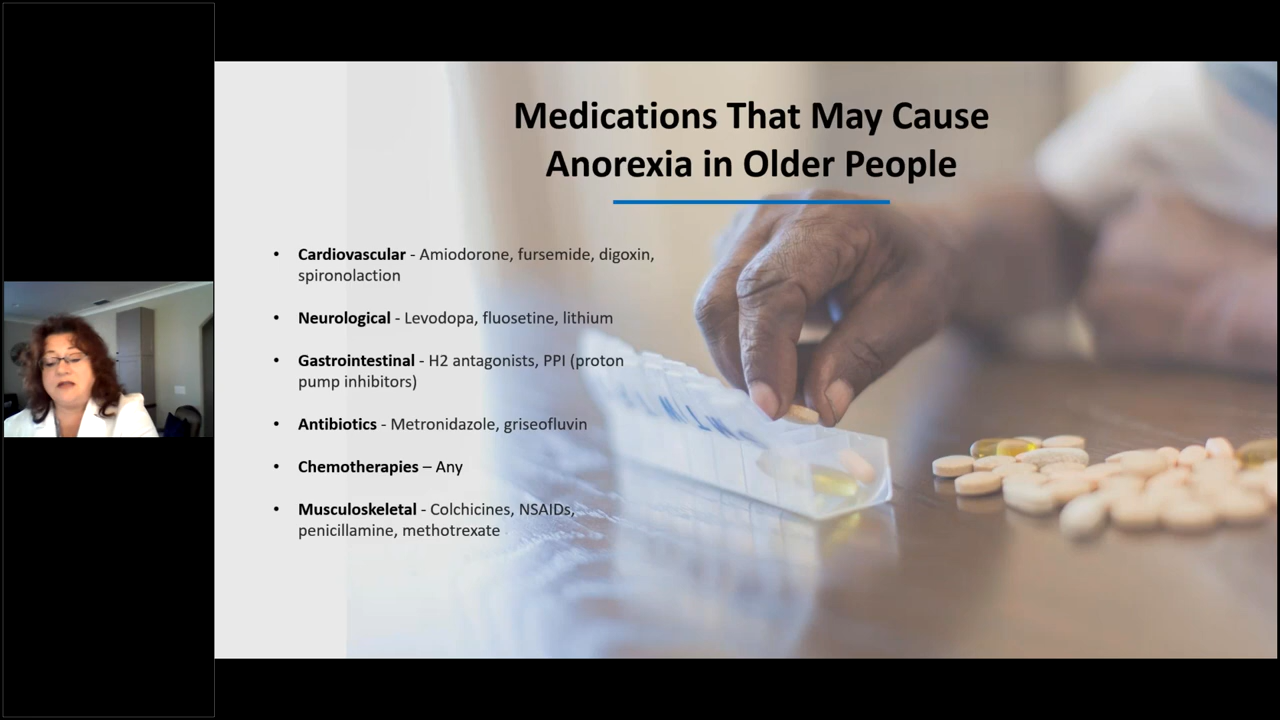 Medications That May Cause
Anorexia in Older People
• Cardiovascular - Amiodorone, fursemide, digoxin,
spironolaction
• Neurological - Levodopa, fluosetine, lithium
• Gastrointestinal - H2 antagonists, PPI (proton
pump inhibitors)
• Antibiotics - Metronidazole, griseofluvin
• Chemotherapies – Any
• Musculoskeletal - Colchicines, NSAIDs,
penicillamine, methotrexate